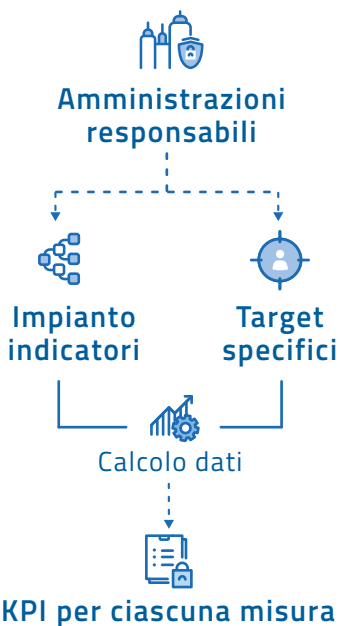 Amministrazioni
responsabili
Impianto
indicatori
Target
specifici
Calcolo dati
KPI per ciascuna misura